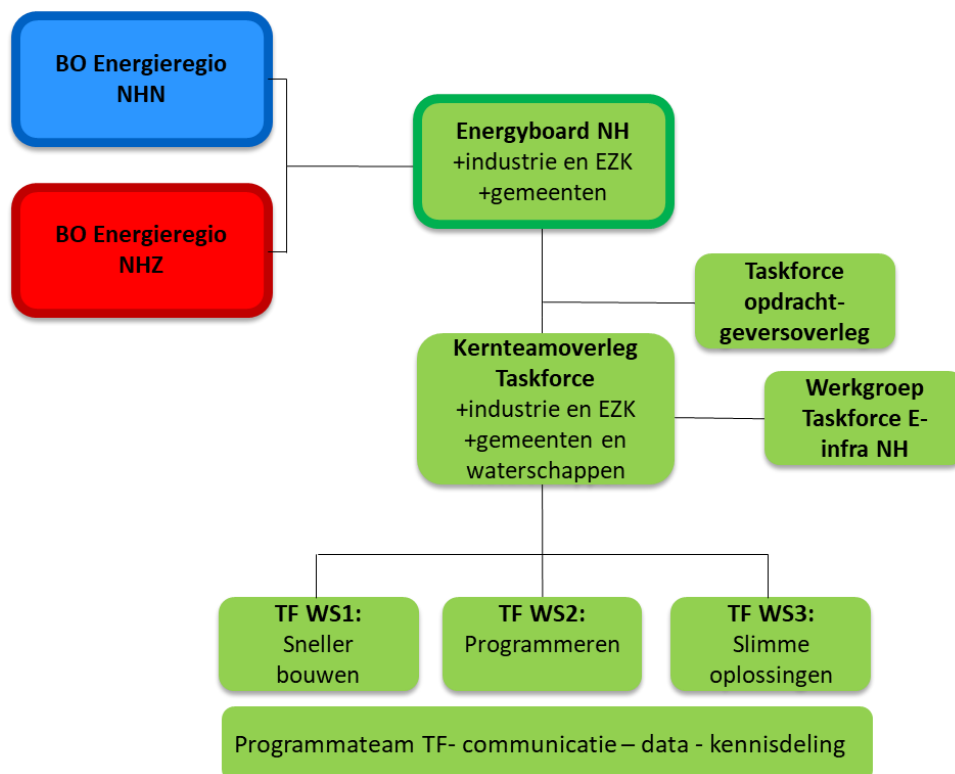 BO Energieregio
NHN
BO Energieregio
NHZ
Energyboard NH
+industrie en EZK
+gemeenten
Taskforce
opdracht-
geversoverleg
Kernteamoverleg
Taskforce
+industrie en EZK
+gemeenten en
waterschappen
Werkgroep
Taskforce E-
infra NH
TF WS1:
Sneller
bouwen
TF WS2:
Programmeren
TF WS3:
Slimme
oplossingen
Programmateam TF- communicatie – data - kennisdeling